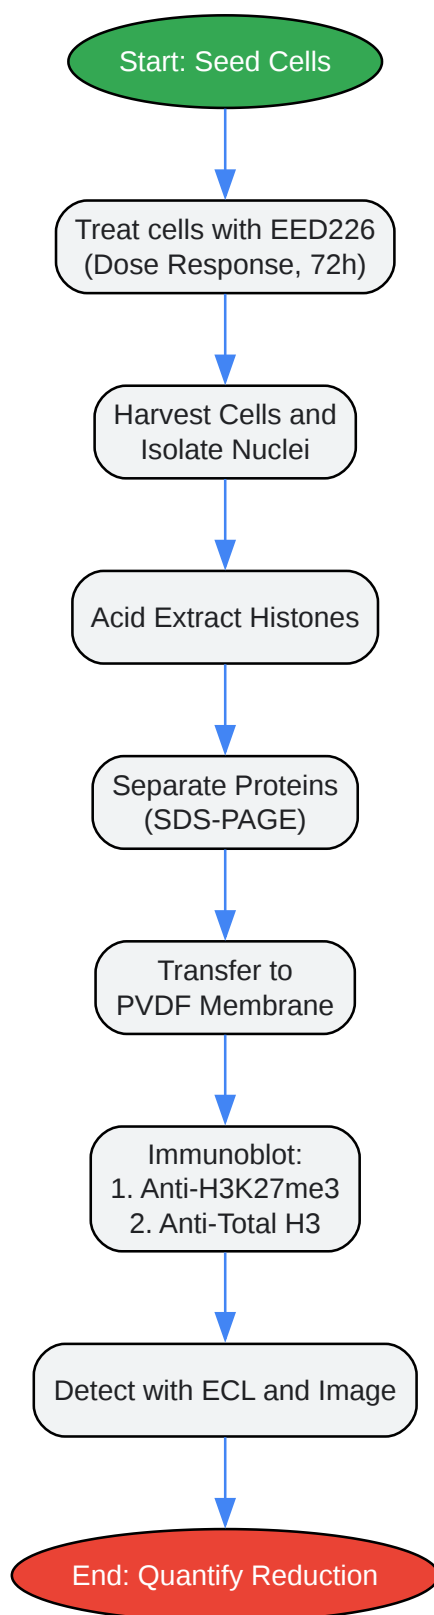 Start: Seed Cells
Treat cells with EED226
(Dose Response, 72h)
Harvest Cells and
Isolate Nuclei
Acid Extract Histones
Separate Proteins
(SDS-PAGE)
Transfer to
PVDF Membrane
Immunoblot:
1. Anti-H3K27me3
2. Anti-Total H3
Detect with ECL and Image
End: Quantify Reduction